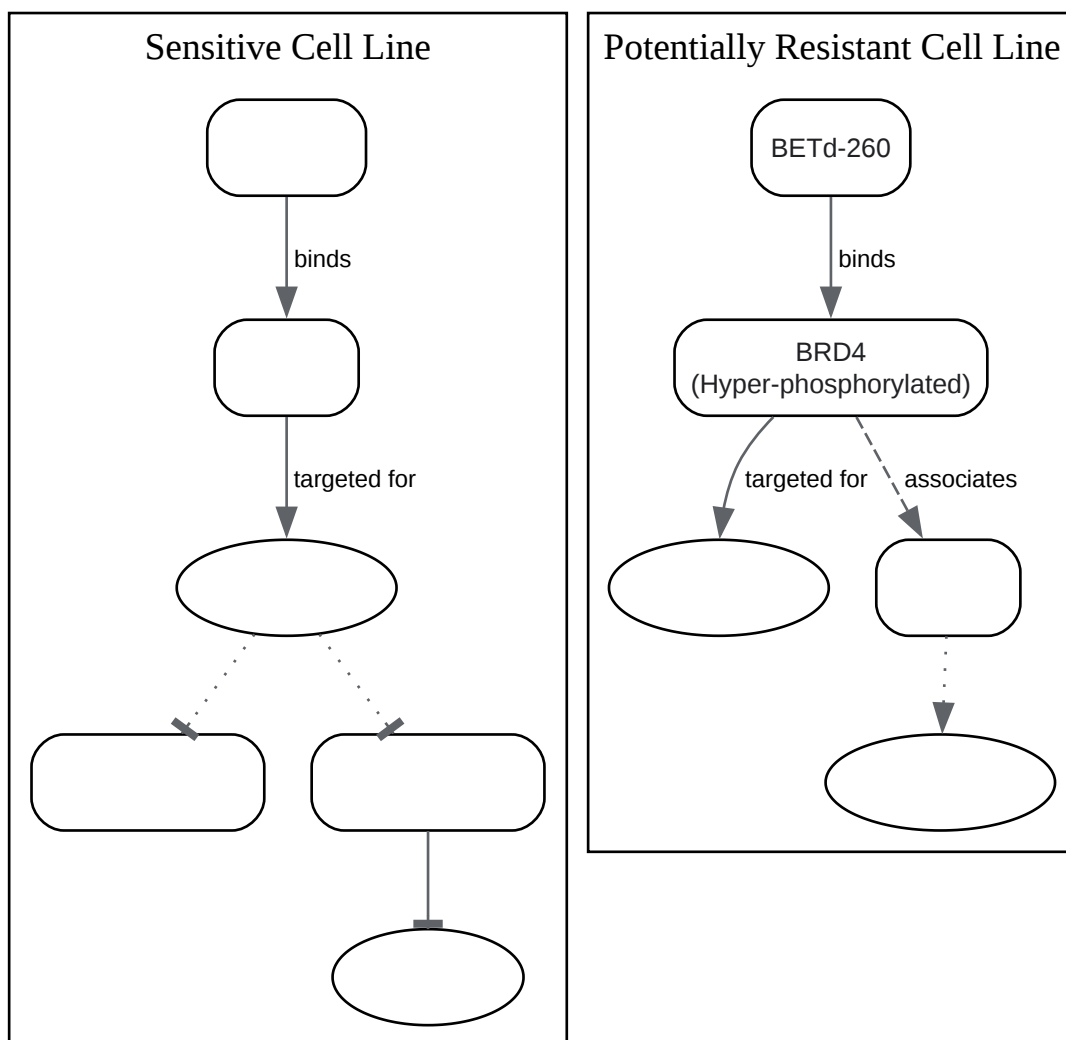 Sensitive Cell Line
binds
targeted for
Potentially Resistant Cell Line
BETd-260
binds
BRD4
(Hyper-phosphorylated)
targeted for
associates